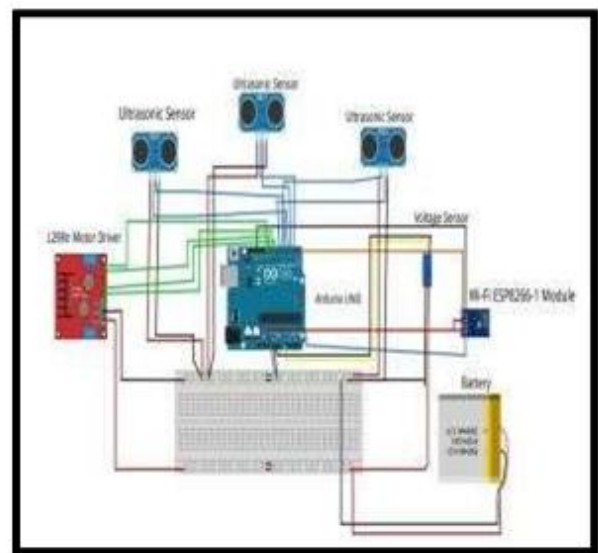 Ultrasonic Sensor
Ultrasonic Sensor
Ultrasonic Sensor
Voltage Sensor
L298n Motor Driver
Arduino UNO
Wi-Fi ESP8266-1 Module
Battery